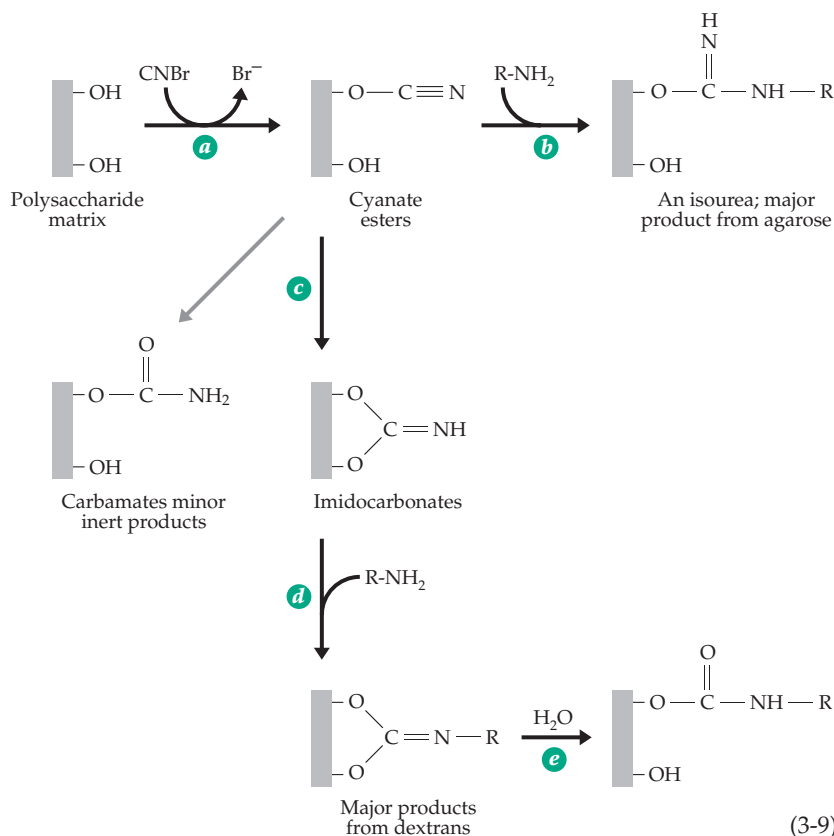 CNBr Br⁻
OH
OH
Polysaccharide
matrix
a
O — C ≡ N
OH
Cyanate
esters
R-NH₂
b
H
N
O — C — NH — R
OH
An isourea; major
product from agarose
c
O
O — C — NH₂
OH
Carbamates minor
inert products
O
C = NH
O
Imidocarbonates
d
R-NH₂
O
C = N — R
O
Major products
from dextrans
H₂O
e
O
O — C — NH — R
OH
(3-9)